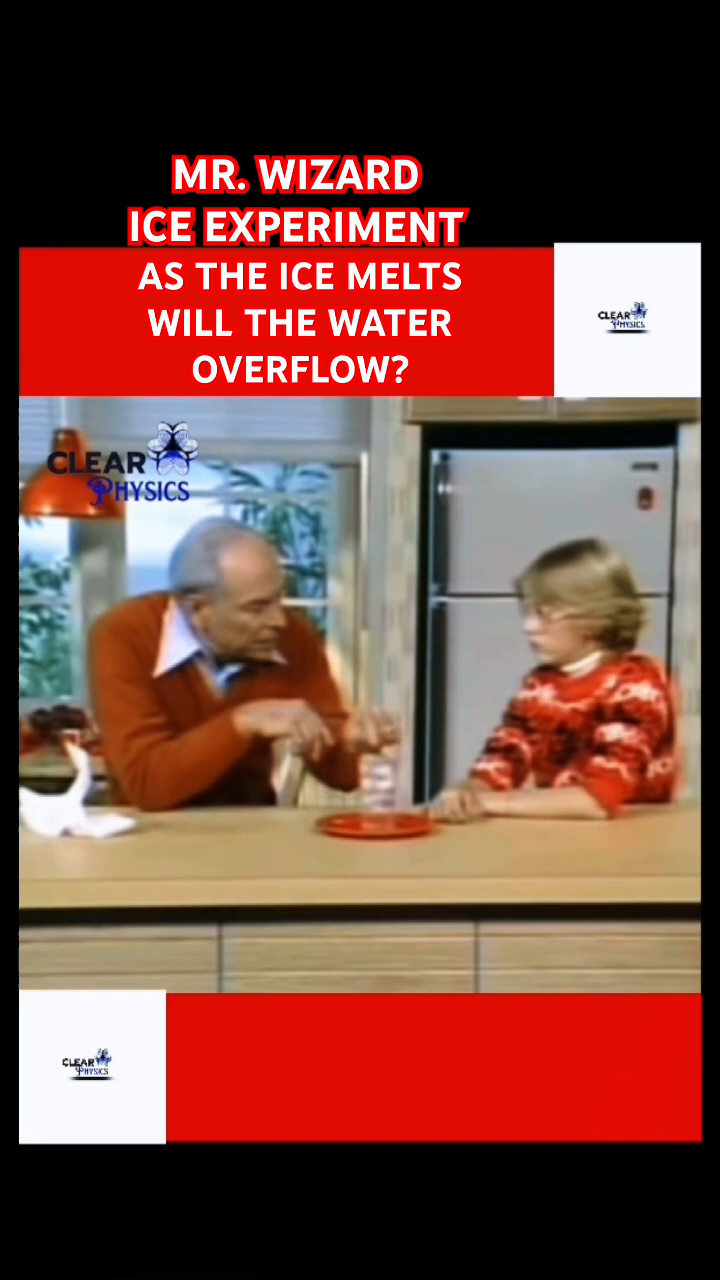 MR. WIZARD
ICE EXPERIMENT
AS THE ICE MELTS
WILL THE WATER
OVERFLOW?
CLEAR
PHYSICS
CLEAR
PHYSICS
CLEAR
PHYSICS